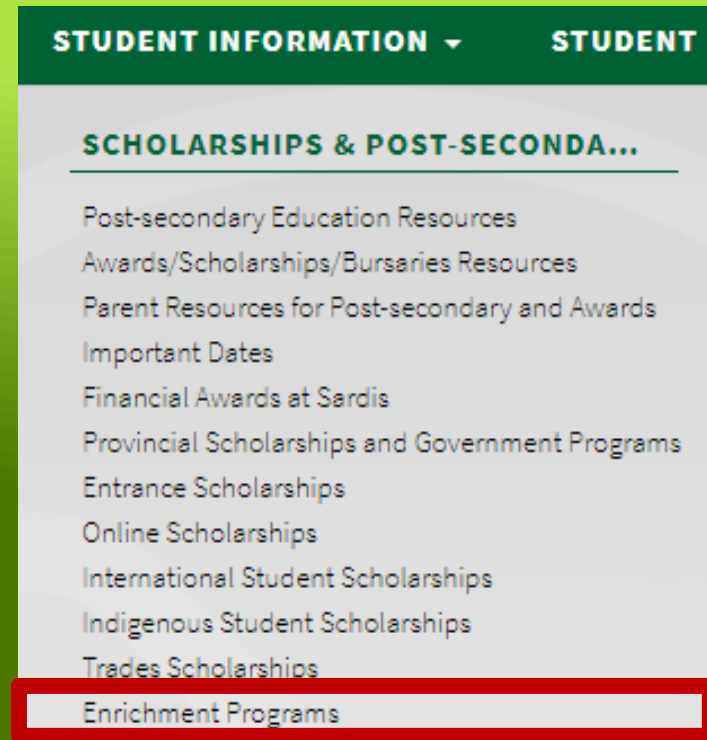 STUDENT INFORMATION STUDENT
SCHOLARSHIPS & POST-SECONDA...
Post-secondary Education Resources
Awards/Scholarships/Bursaries Resources
Parent Resources for Post-secondary and Awards
Important Dates
Financial Awards at Sardis
Provincial Scholarships and Government Programs
Entrance Scholarships
Online Scholarships
International Student Scholarships
Indigenous Student Scholarships
Trades Scholarships
Enrichment Programs